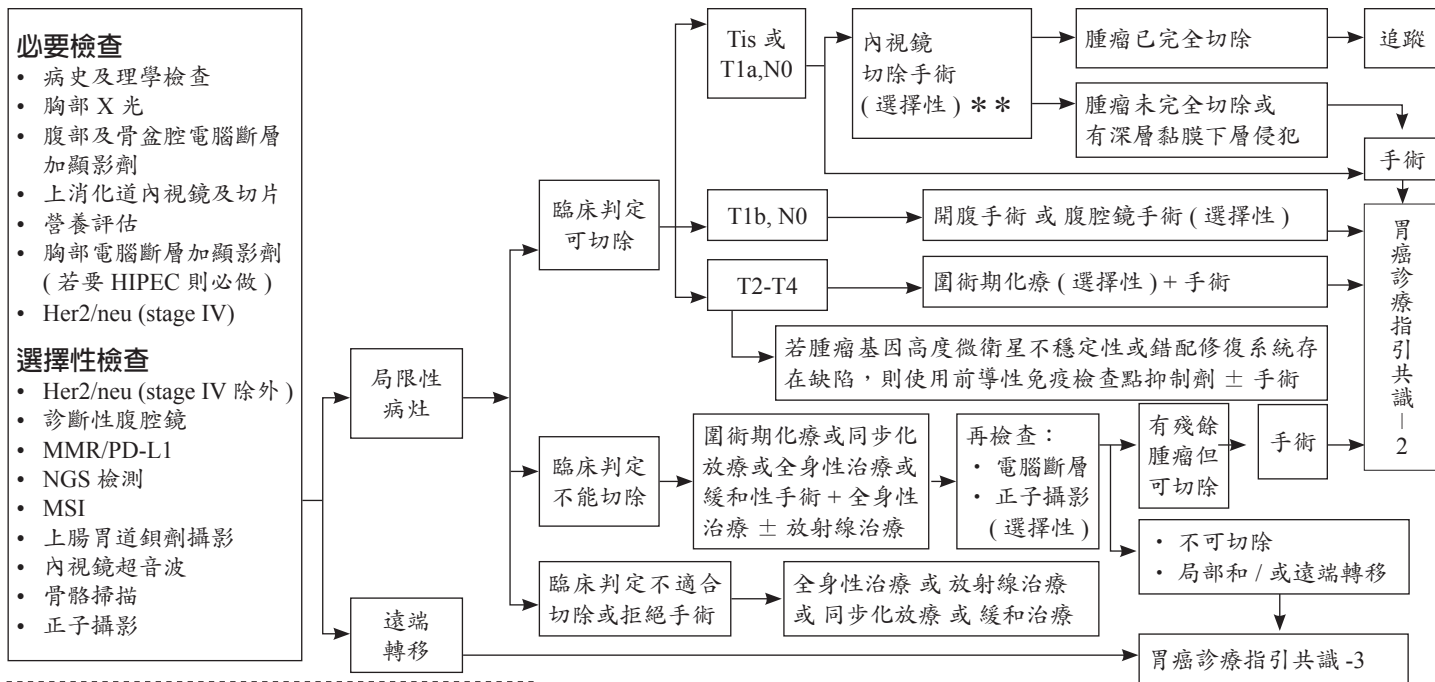 必要檢查
• 病史及理學檢查
• 胸部 X 光
• 腹部及骨盆腔電腦斷層
加顯影劑
• 上消化道內視鏡及切片
• 營養評估
• 胸部電腦斷層加顯影劑
( 若要 HIPEC 則必做 )
• Her2/neu (stage IV)
選擇性檢查
• Her2/neu (stage IV 除外 )
• 診斷性腹腔鏡
• MMR/PD-L1
• NGS 檢測
• MSI
• 上腸胃道鋇劑攝影
• 內視鏡超音波
• 骨骼掃描
• 正子攝影
局限性
病灶
遠端
轉移
臨床判定
可切除
臨床判定
不能切除
臨床判定不適合
切除或拒絕手術
Tis 或
T1a,N0
內視鏡
切除手術
( 選擇性 ) ＊＊
腫瘤已完全切除
追蹤
腫瘤未完全切除或
有深層黏膜下層侵犯
手術
T1b, N0
開腹手術 或 腹腔鏡手術 ( 選擇性 )
T2-T4
圍術期化療 ( 選擇性 ) + 手術
若腫瘤基因高度微衛星不穩定性或錯配修復系統存
在缺陷，則使用前導性免疫檢查點抑制劑 ± 手術
胃癌診療指引共識－2
圍術期化療或同步化
放療或全身性治療或
緩和性手術 + 全身性
治療 ± 放射線治療
再檢查：
• 電腦斷層
• 正子攝影
( 選擇性 )
有殘餘
腫瘤但
可切除
手術
• 不可切除
• 局部和 / 或遠端轉移
全身性治療 或 放射線治療
或 同步化放療 或 緩和治療
胃癌診療指引共識 -3